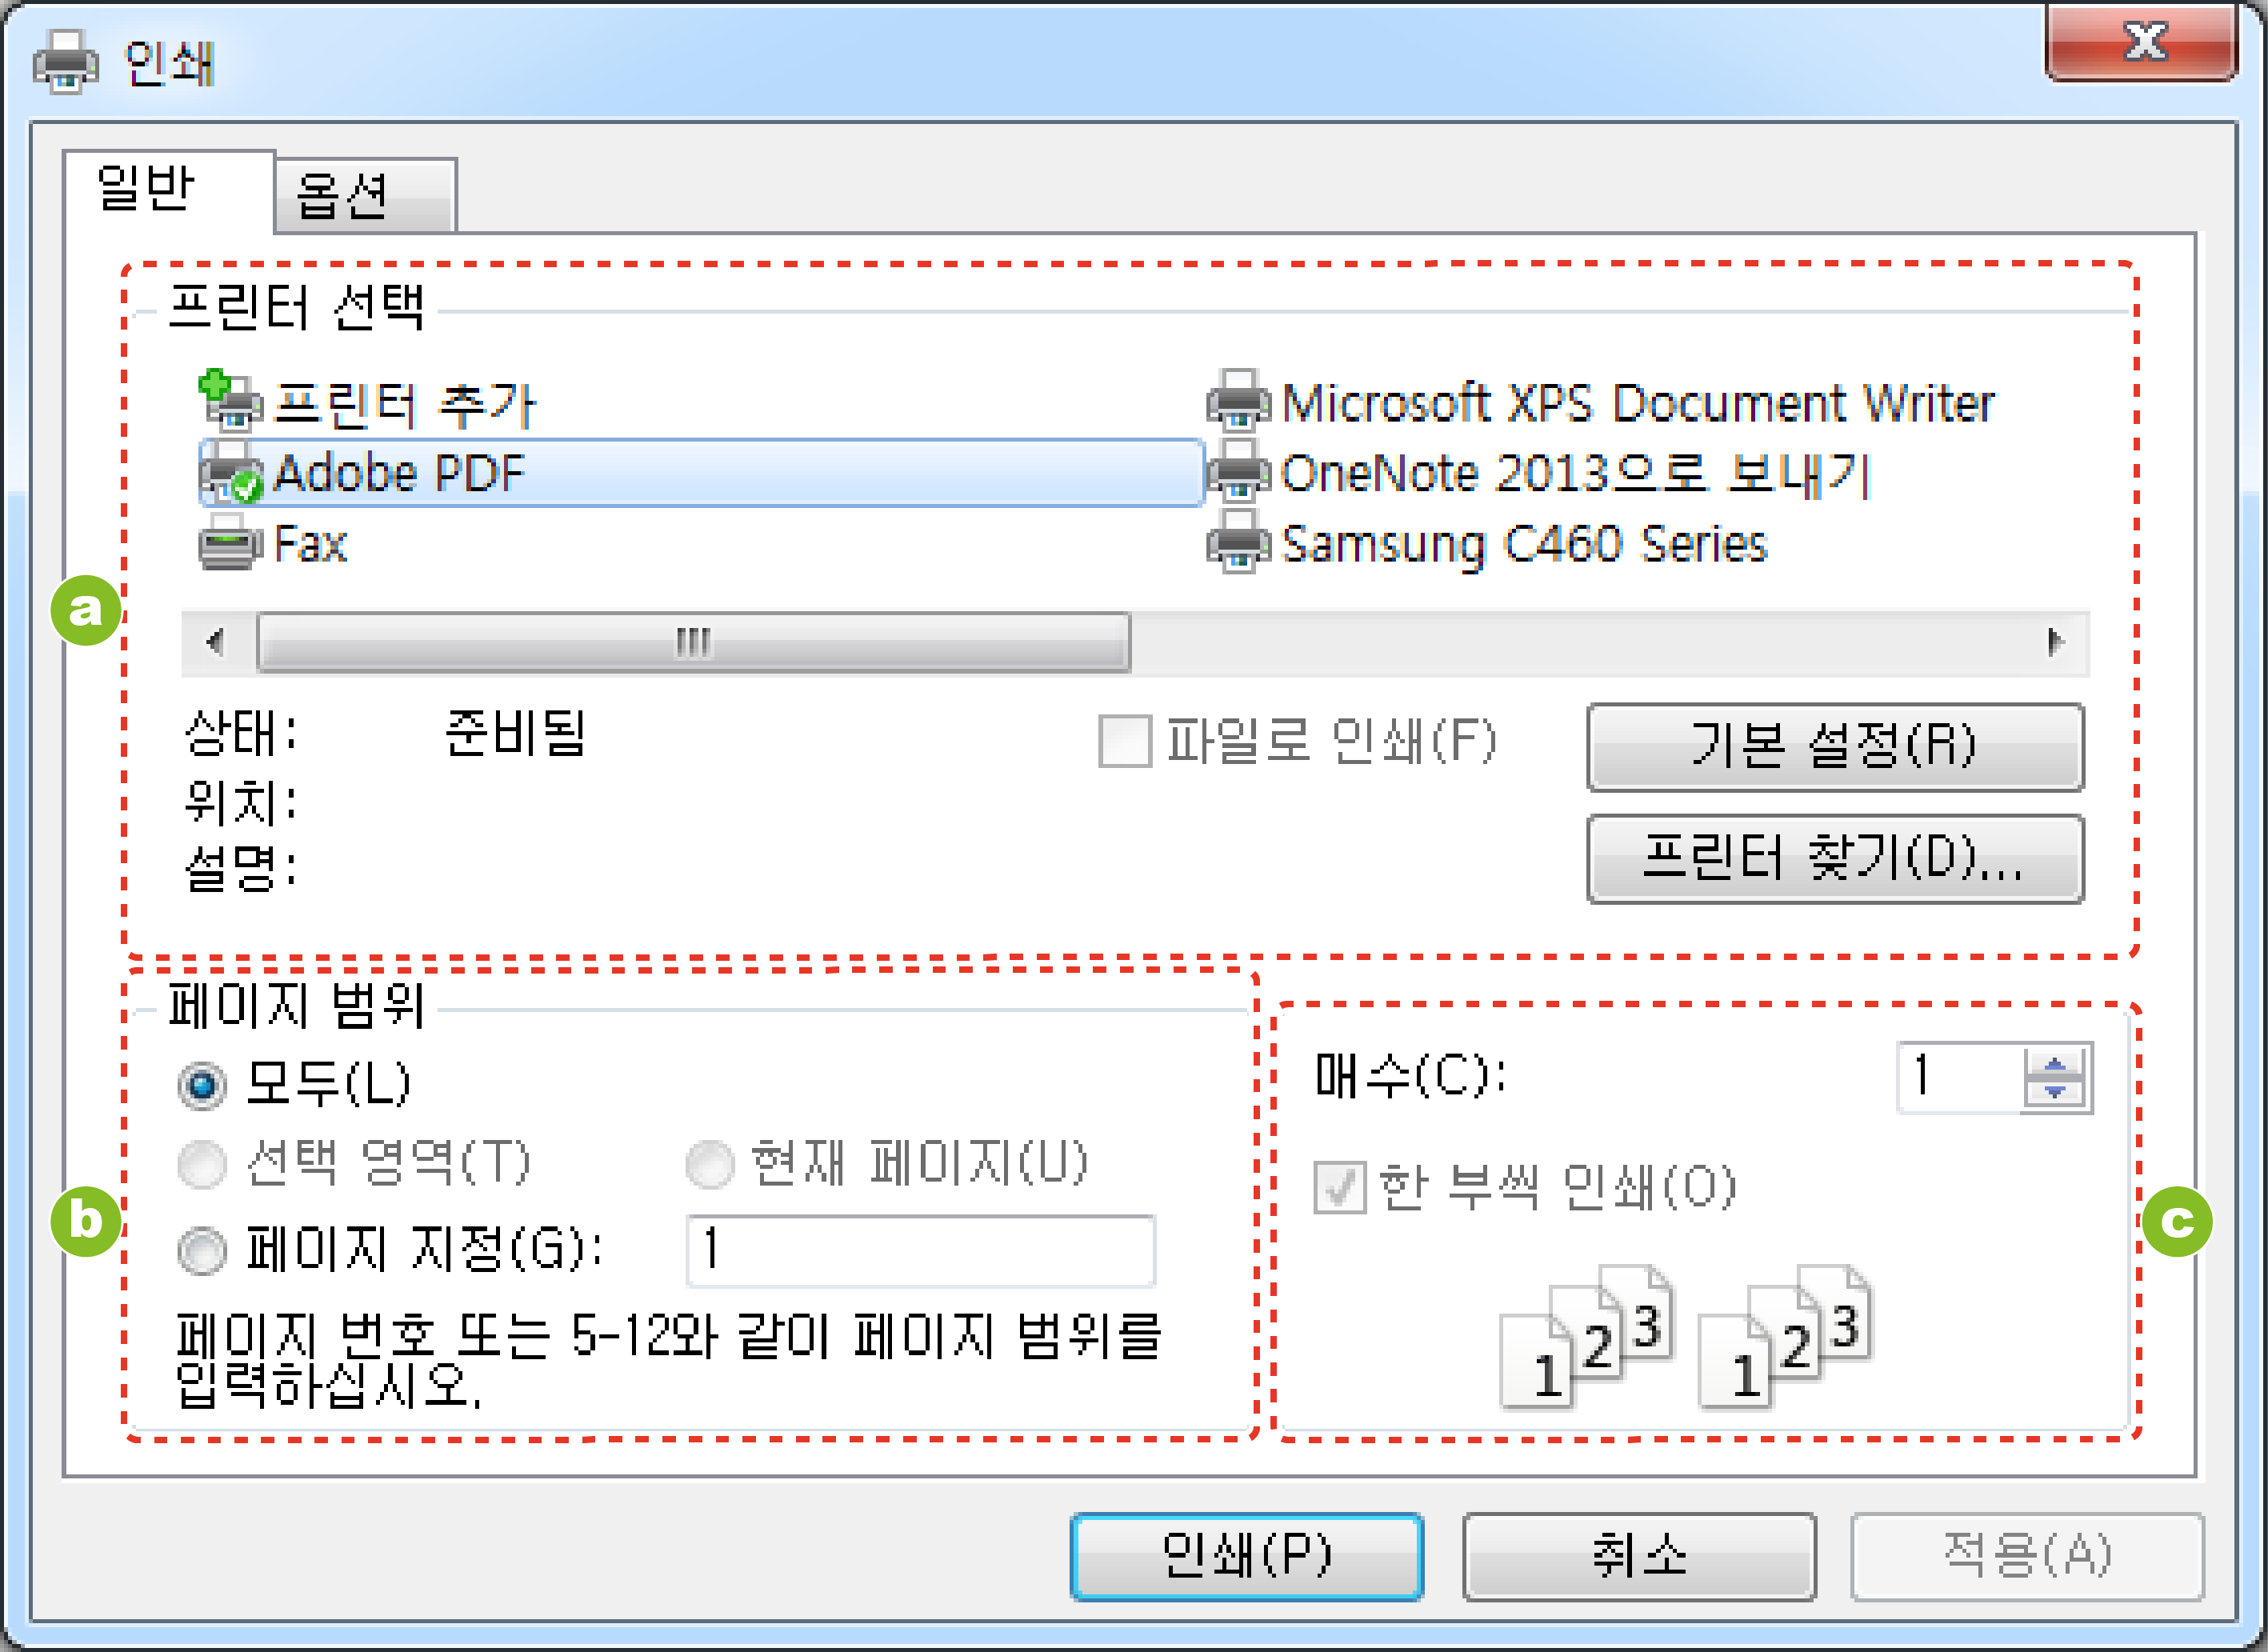 인쇄
일반
옵션
프린터 선택
프린터 추가
Microsoft XPS Document Writer
Adobe PDF
OneNote 2013으로 보내기
Fax
Samsung C460 Series
a
상태: 준비됨
파일로 인쇄(F)
기본 설정(R)
위치:
프린터 찾기(D)...
설명:
페이지 범위
모두(L)
선택 영역(T)
현재 페이지(U)
페이지 지정(G): 1
페이지 번호 또는 5-12와 같이 페이지 범위를
입력하십시오.
b
매수(C): 1
한 부씩 인쇄(O)
1 2 3 1 2 3
c
인쇄(P)
취소
적용(A)